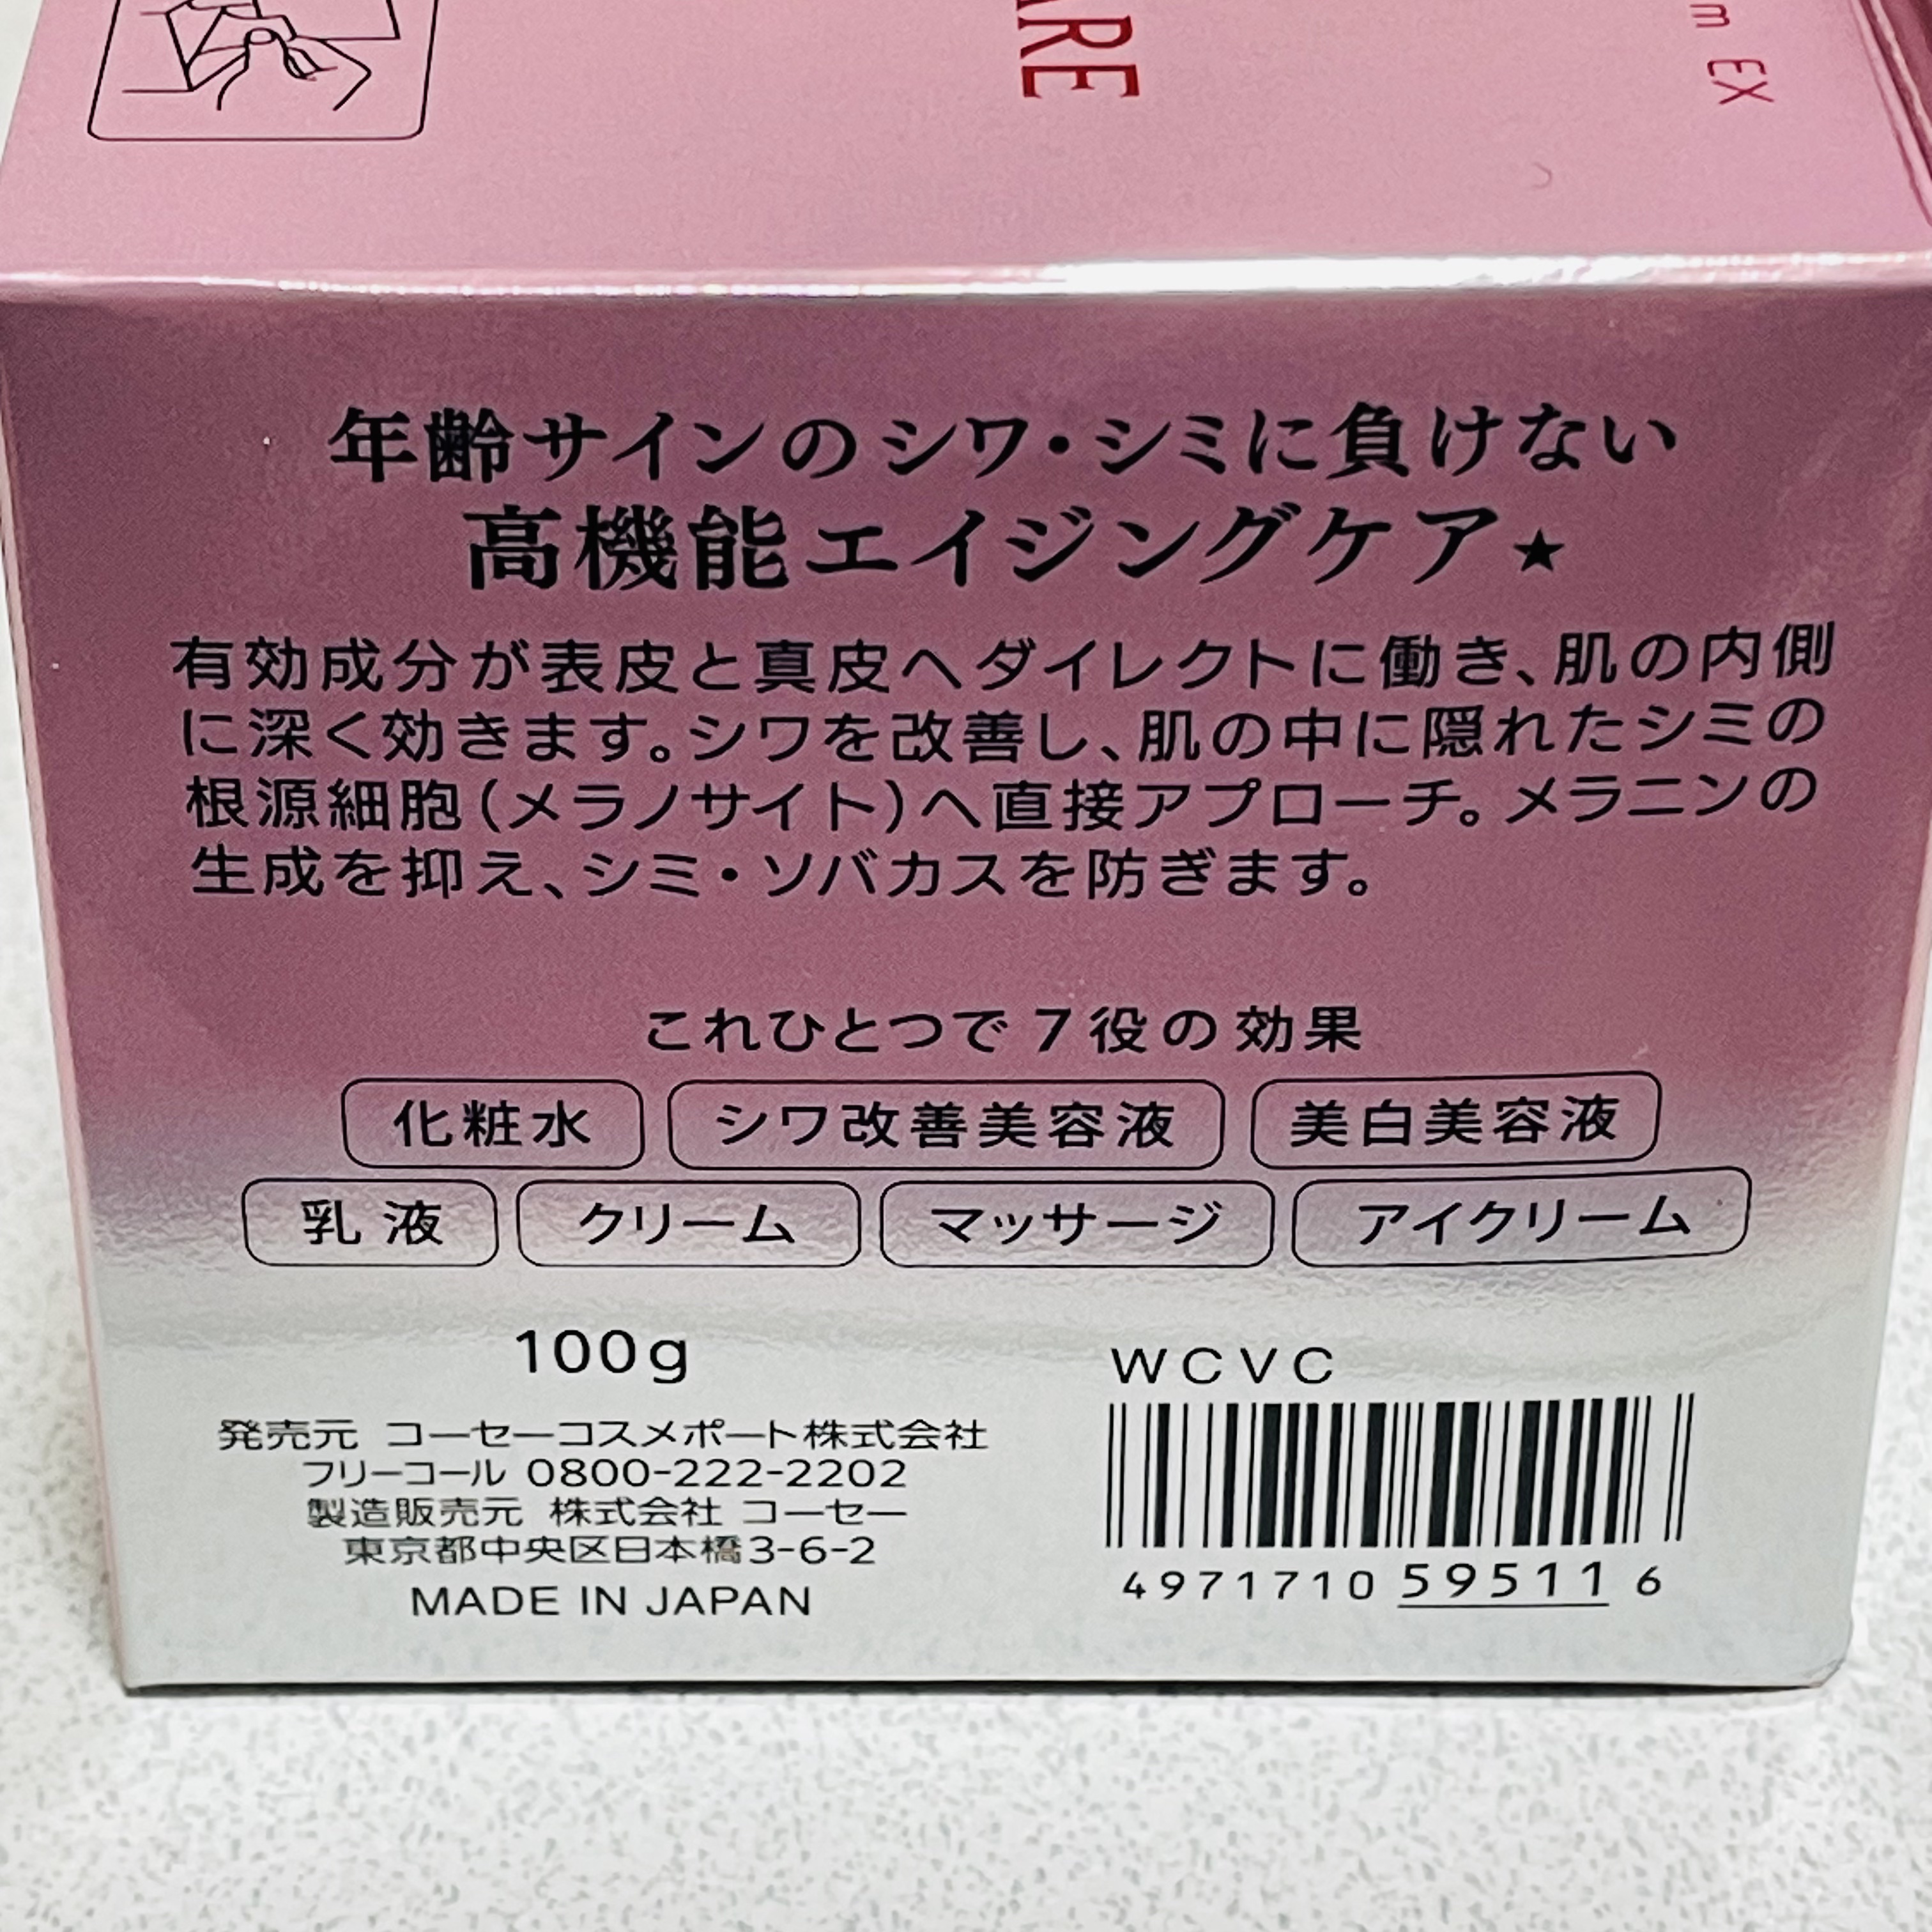 EX
年齢サインのシワ・シミに負けない
高機能エイジングケア★
有効成分が表皮と真皮へダイレクトに働き、肌の内側
に深く効きます。シワを改善し、肌の中に隠れたシミの
根源細胞(メラノサイト)へ直接アプローチ。メラニンの
生成を抑え、シミ・ソバカスを防ぎます。
これひとつで7役の効果
化粧水 シワ改善美容液 美白美容液
乳液 クリーム マッサージ アイクリーム
100g
WCVC
発売元 コーセーコスメポート株式会社
フリーコール 0800-222-2202
製造販売元 株式会社 コーセー
東京都中央区日本橋3-6-2
MADE IN JAPAN
4971710 59511 6